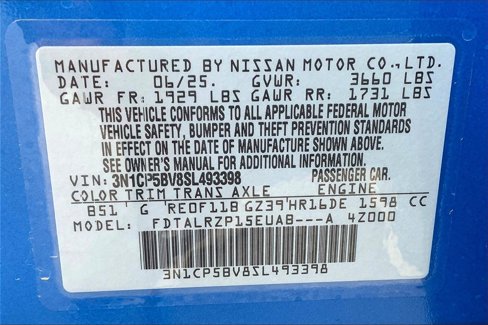 MANUFACTURED BY NISSAN MOTOR CO., LTD.
DATE: 06/25. GVWR: 3660 LBS
GAWR FR: 1929 LBS GAWR RR: 1731 LBS
THIS VEHICLE CONFORMS TO ALL APPLICABLE FEDERAL MOTOR
VEHICLE SAFETY, BUMPER AND THEFT PREVENTION STANDARDS
IN EFFECT ON THE DATE OF MANUFACTURE SHOWN ABOVE.
SEE OWNER'S MANUAL FOR ADDITIONAL INFORMATION.
VIN: 3N1CP5BV8SL493398 PASSENGER CAR.
COLOR TRIM TRANS AXLE ENGINE
B51 G RE0F11B GZ39 HR16DE 1598 CC
MODEL: FDTALRZP15EUAB---A 4Z000
3N1CP5BV8SL493398